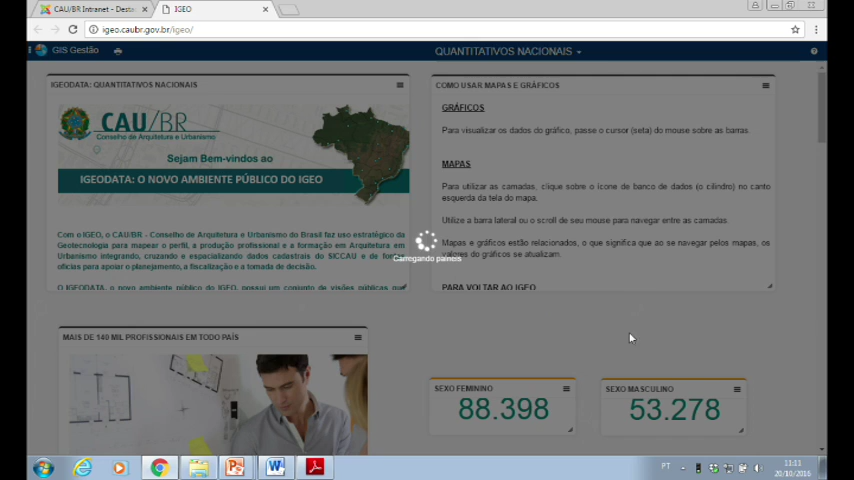 CAU/BR Intranet - Desta
IGEO
igeo.caubr.gov.br/igeo/
GIS Gestão
QUANTITATIVOS NACIONAIS
IGEODATA: QUANTITATIVOS NACIONAIS
CAU/BR
Conselho de Arquitetura e Urbanismo
Sejam Bem-vindos ao
IGEODATA: O NOVO AMBIENTE PÚBLICO DO IGEO
Com o IGEO, o CAU/BR - Conselho de Arquitetura e Urbanismo do Brasil faz uso estratégico da
Geotecnologia para mapear o perfil, a produção profissional e a formação em Arquitetura em
Urbanismo integrando, cruzando e espacializando dados cadastrais do SICCAU e de fontes
oficias para apoiar o planejamento, a fiscalização e a tomada de decisão.
O IGEODATA, o novo ambiente público do IGEO, possui um conjunto de visões públicas que
COMO USAR MAPAS E GRÁFICOS
GRÁFICOS
Para visualizar os dados do gráfico, passe o cursor (seta) do mouse sobre as barras.
MAPAS
Para utilizar as camadas, clique sobre o ícone de banco de dados (o cilindro) no canto
esquerda da tela do mapa.
Utilize a barra lateral ou o scroll de seu mouse para navegar entre as camadas.
Mapas e gráficos estão relacionados, o que significa que ao se navegar pelos mapas, os
valores do gráficos se atualizam.
PARA VOLTAR AO IGEO
Carregando paineis
MAIS DE 140 MIL PROFISSIONAIS EM TODO PAÍS
SEXO FEMININO
88.398
SEXO MASCULINO
53.278
PT
11:11
20/10/2016